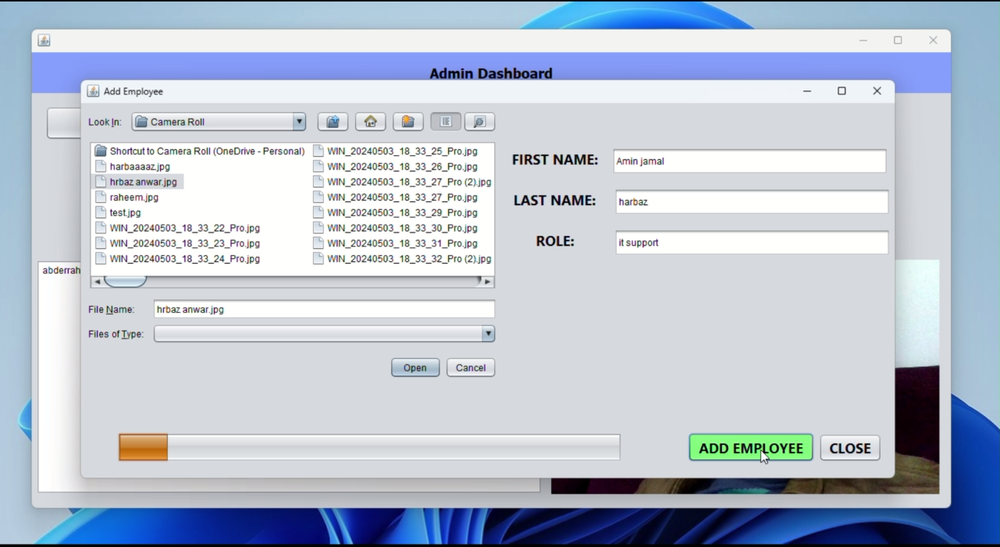 Admin Dashboard
Add Employee
Look In:
Camera Roll
Shortcut to Camera Roll (OneDrive - Personal)
harbaaaaz.jpg
hrbaz anwar.jpg
raheem.jpg
test.jpg
WIN_20240503_18_33_22_Pro.jpg
WIN_20240503_18_33_23_Pro.jpg
WIN_20240503_18_33_24_Pro.jpg
WIN_20240503_18_33_25_Pro.jpg
WIN_20240503_18_33_26_Pro.jpg
WIN_20240503_18_33_27_Pro (2).jpg
WIN_20240503_18_33_27_Pro.jpg
WIN_20240503_18_33_29_Pro.jpg
WIN_20240503_18_33_30_Pro.jpg
WIN_20240503_18_33_31_Pro.jpg
WIN_20240503_18_33_32_Pro (2).jpg
File Name: hrbaz anwar.jpg
Files of Type:
Open Cancel
FIRST NAME: Amin jamal
LAST NAME: harbaz
ROLE: it support
abderrah
ADD EMPLOYEE CLOSE